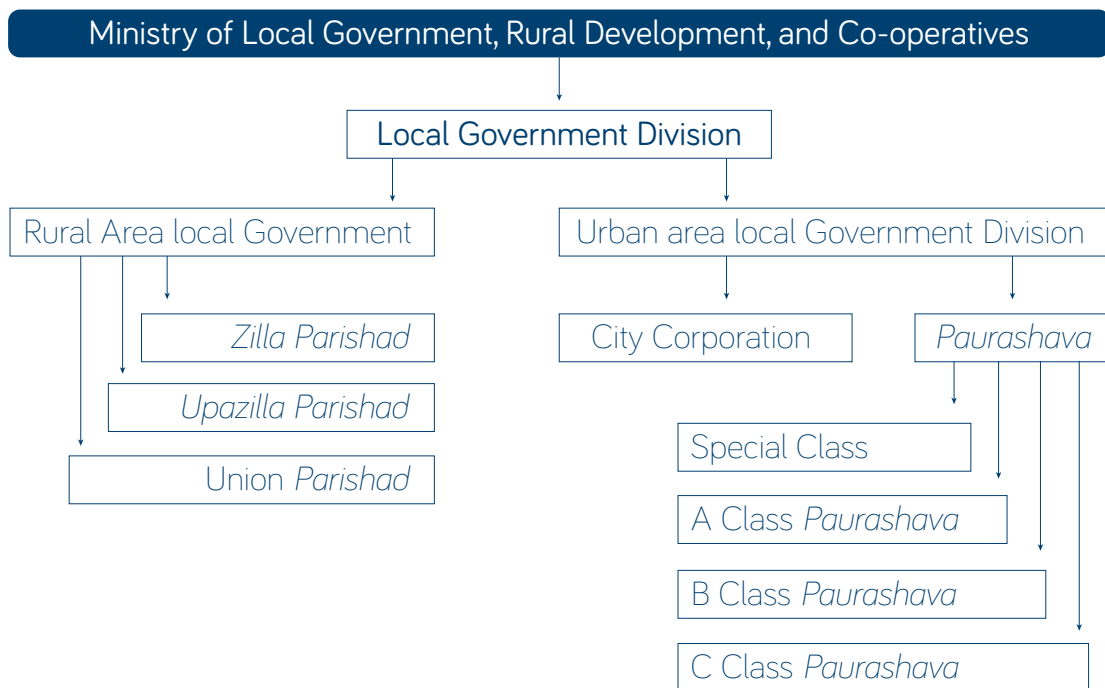 Ministry of Local Government, Rural Development, and Co-operatives
Local Government Division
Rural Area local Government
Urban area local Government Division
Zilla Parishad
City Corporation
Paurashava
Upazilla Parishad
Special Class
Union Parishad
A Class Paurashava
B Class Paurashava
C Class Paurashava